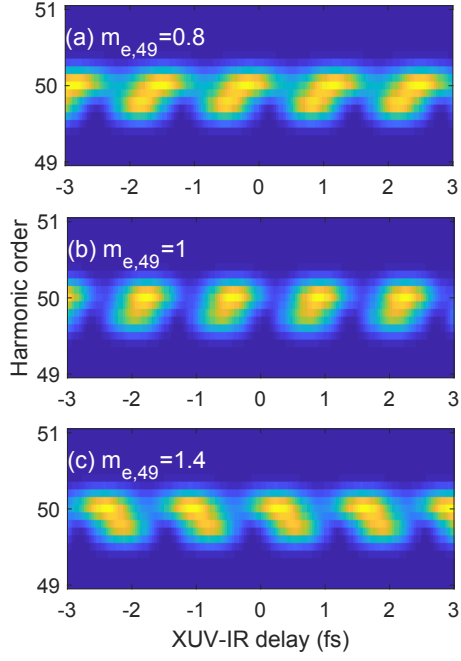 51
(a) m_e,49=0.8
50
49
-3 -2 -1 0 1 2 3
51
(b) m_e,49=1
50
49
-3 -2 -1 0 1 2 3
51
(c) m_e,49=1.4
50
49
-3 -2 -1 0 1 2 3
Harmonic order
XUV-IR delay (fs)